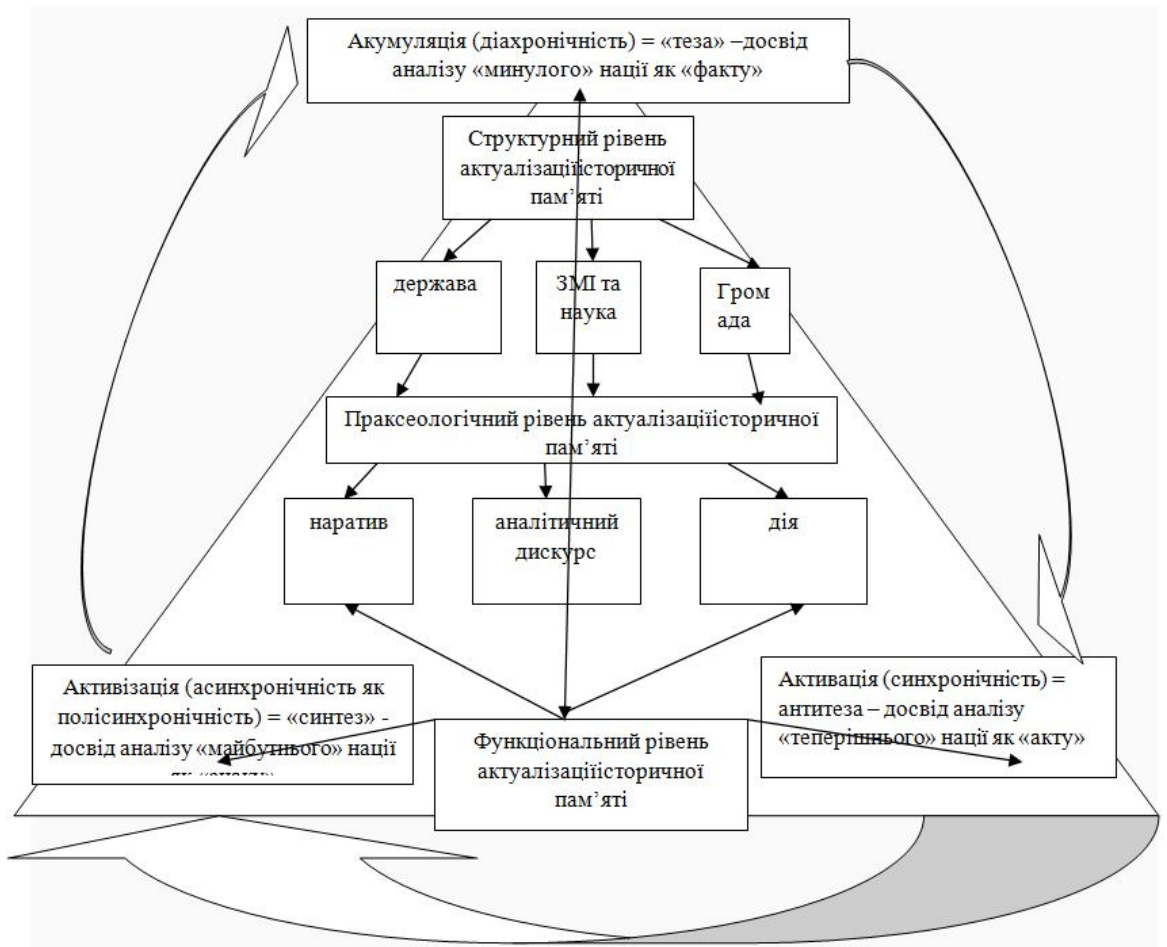 Акумуляція (діахронічність) = «теза» –досвід
аналізу «минулого» нації як «факту»
Структурний рівень
актуалізаціїісторичної
пам’яті
держава
ЗМІ та
наука
Гром
ада
Праксеологічний рівень актуалізаціїісторичної
пам’яті
наратив
аналітичний
дискурс
дія
Активізація (асинхронічність як
полісинхронічність) = «синтез» -
досвід аналізу «майбутнього» нації
Функціональний рівень
актуалізаціїісторичної
пам’яті
Активація (синхронічність) =
антитеза – досвід аналізу
«теперішнього» нації як «акту»